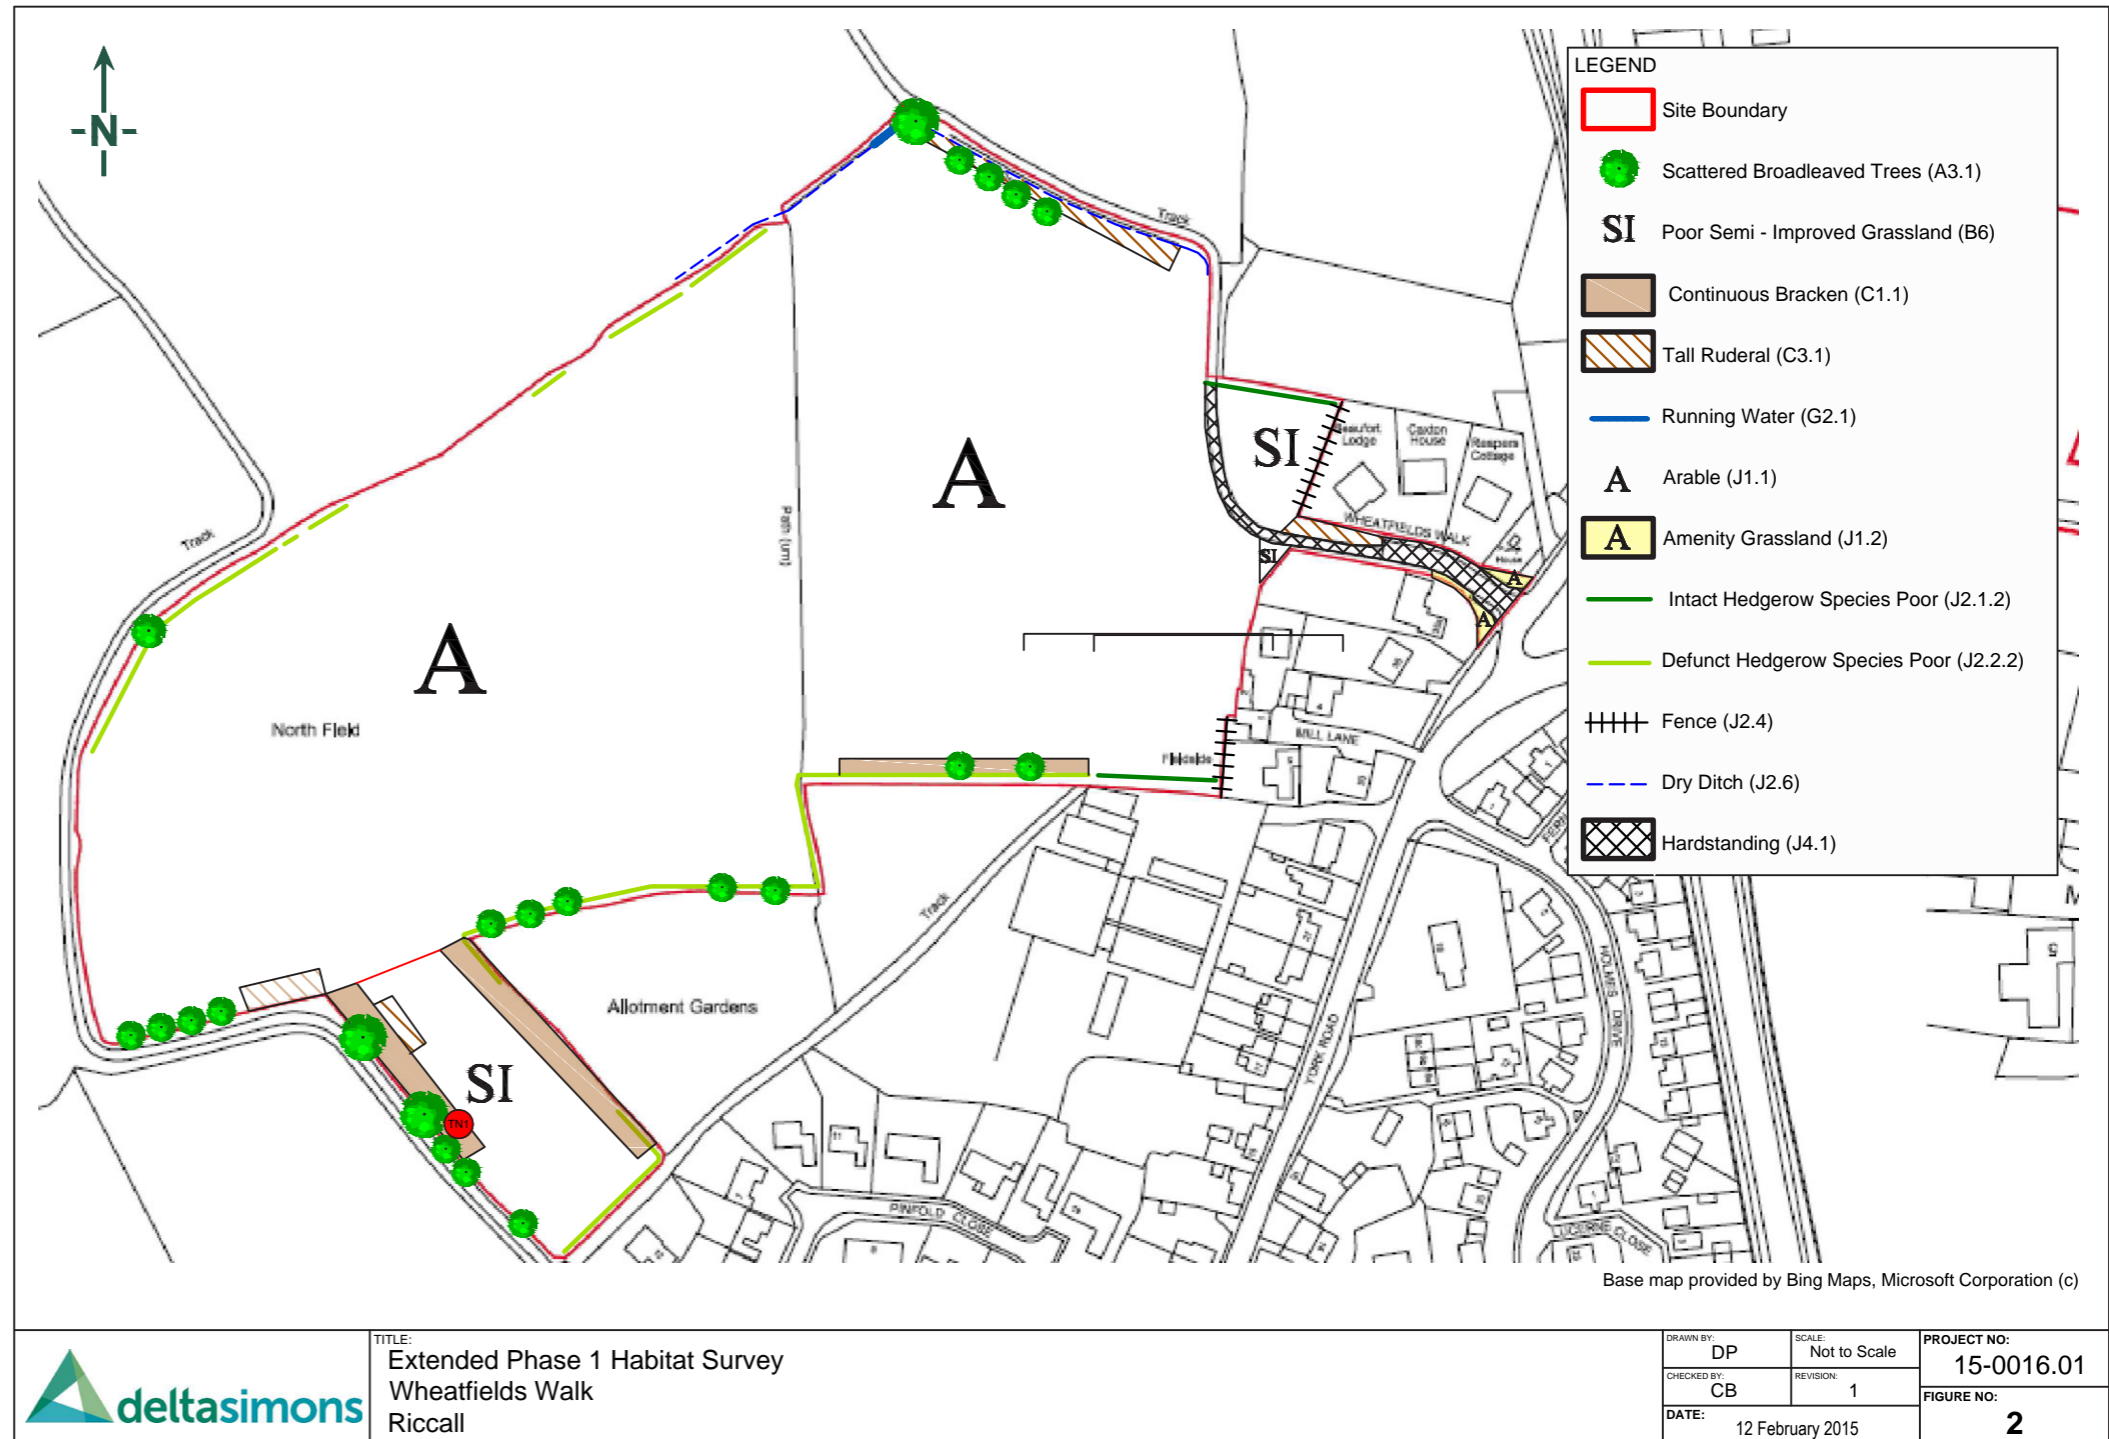 -N-
LEGEND
Site Boundary
Scattered Broadleaved Trees (A3.1)
SI Poor Semi - Improved Grassland (B6)
Continuous Bracken (C1.1)
Tall Ruderal (C3.1)
Running Water (G2.1)
A Arable (J1.1)
A Amenity Grassland (J1.2)
Intact Hedgerow Species Poor (J2.1.2)
Defunct Hedgerow Species Poor (J2.2.2)
Fence (J2.4)
Dry Ditch (J2.6)
Hardstanding (J4.1)
Track
Track
Path (um)
A
A
SI
SI
Beaufort
Lodge
Caxton
House
Reapers
Cottage
WHEATFIELDS WALK
House
A
A
North Field
MILL LANE
Fieldside
Track
Allotment Gardens
SI
TN1
YORK ROAD
HOLMES DRIVE
PINFOLD CLOSE
LUCERNE CLOSE
Base map provided by Bing Maps, Microsoft Corporation (c)
deltasimons
TITLE:
Extended Phase 1 Habitat Survey
Wheatfields Walk
Riccall
DRAWN BY:
DP
SCALE:
Not to Scale
CHECKED BY:
CB
REVISION:
1
DATE:
12 February 2015
PROJECT NO:
15-0016.01
FIGURE NO:
2